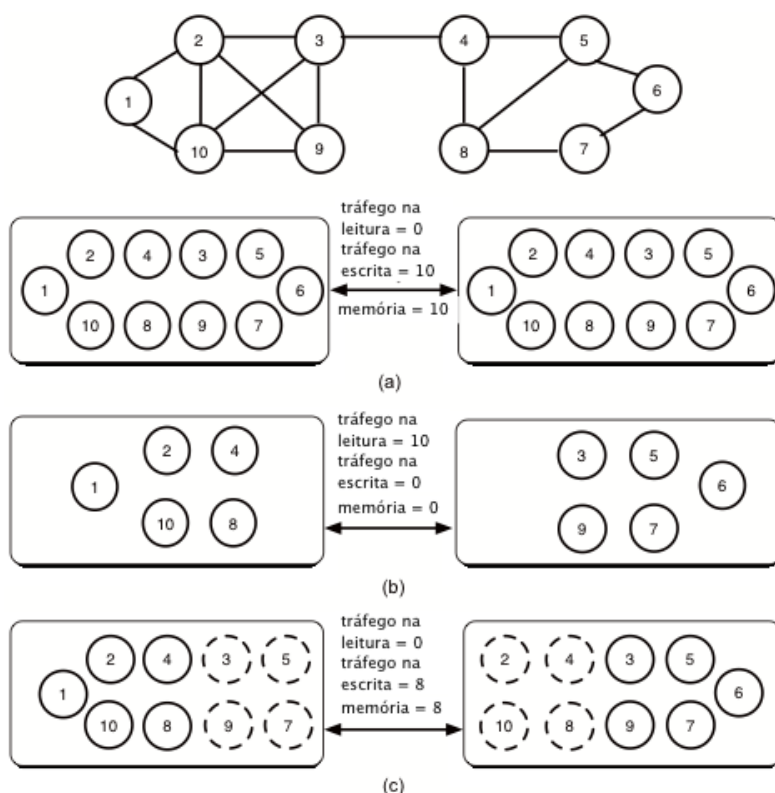 2 3 4 5
1 6
10 9 8 7
tráfego na
leitura = 0
tráfego na
escrita = 10
memória = 10
2 4 3 5
1 6
10 8 9 7
2 4 3 5
1 6
10 8 9 7
(a)
tráfego na
leitura = 10
tráfego na
escrita = 0
memória = 0
2 4
1
10 8
3 5
6
9 7
(b)
tráfego na
leitura = 0
tráfego na
escrita = 8
memória = 8
2 4 3 5
1
10 8 9 7
2 4 3 5
6
10 8 9 7
(c)